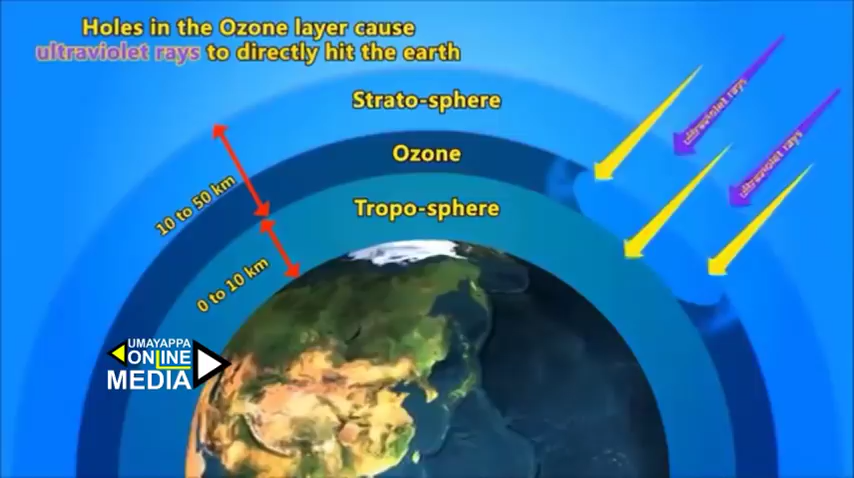 Holes in the Ozone layer cause
ultraviolet rays to directly hit the earth
Strato-sphere
ultraviolet rays
Ozone
ultraviolet rays
10 to 50 km
Tropo-sphere
0 to 10 km
UMAYAPPA
ONLINE
MEDIA